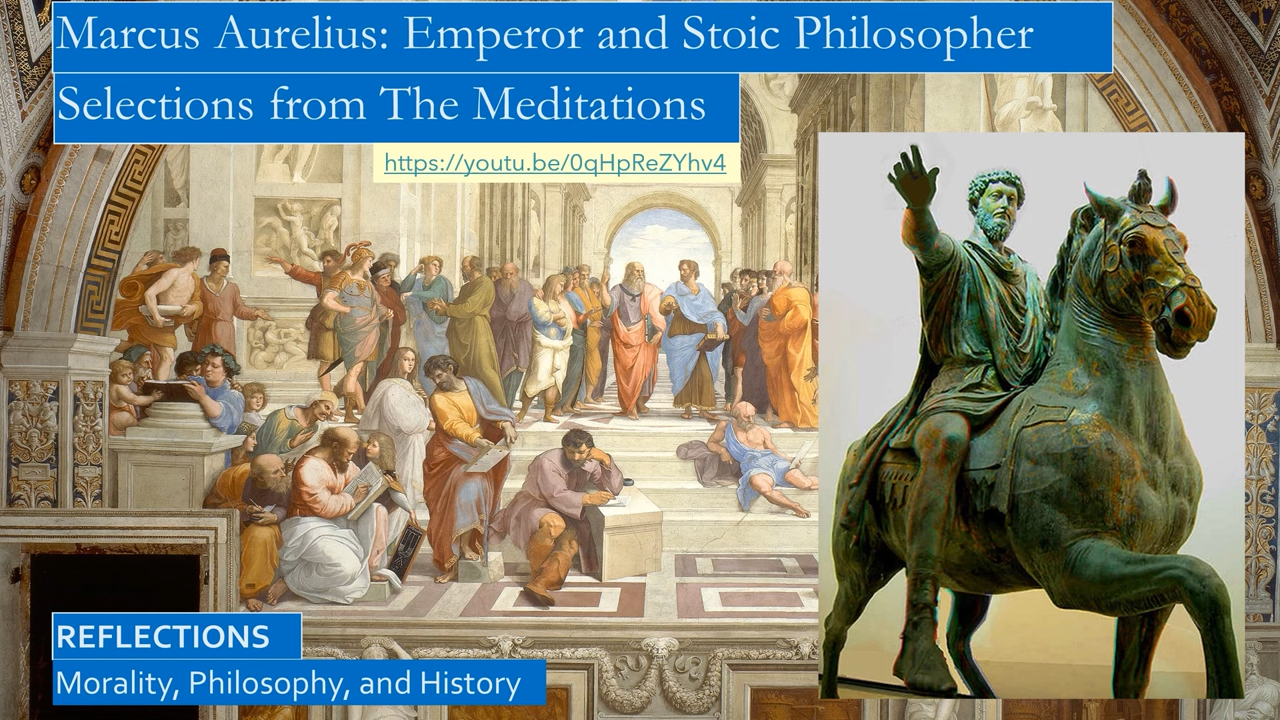 Marcus Aurelius: Emperor and Stoic Philosopher
Selections from The Meditations
https://youtu.be/0qHpReZYhv4
REFLECTIONS
Morality, Philosophy, and History